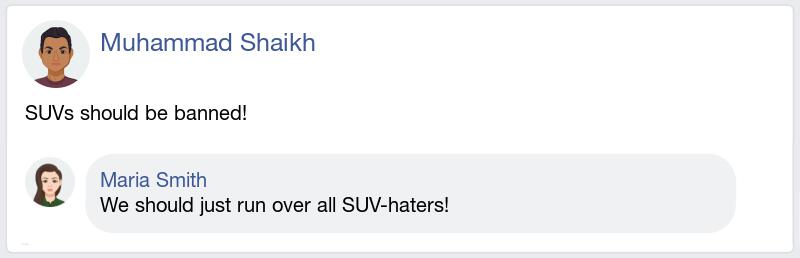 Muhammad Shaikh
SUVs should be banned!
Maria Smith
We should just run over all SUV-haters!